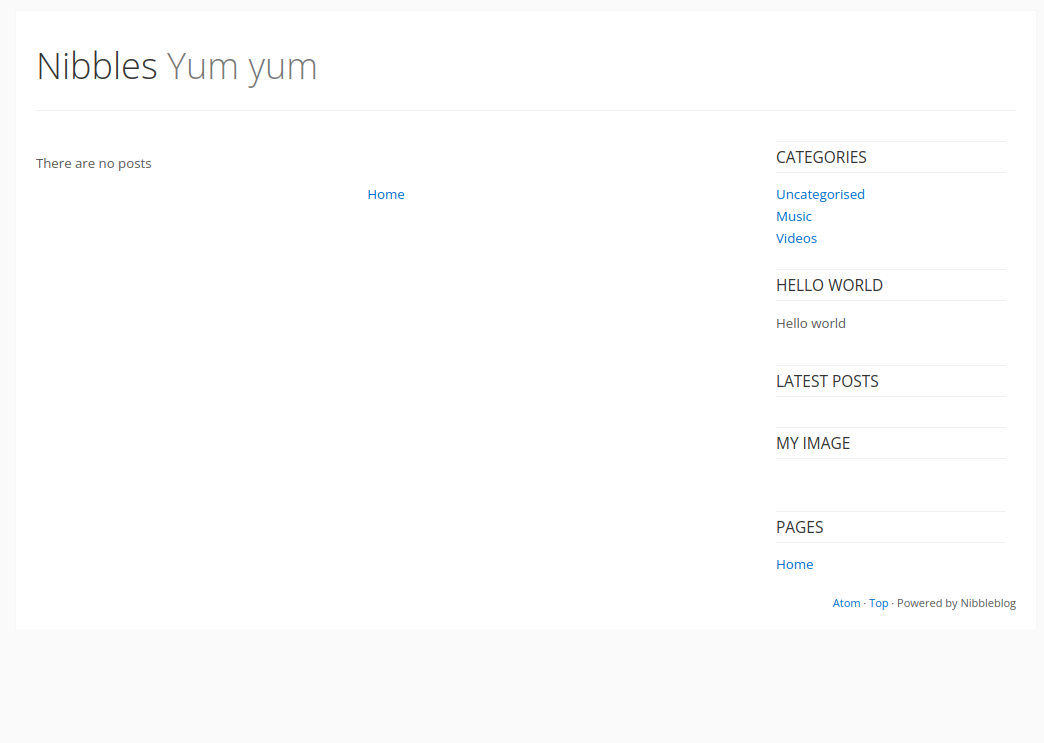 Nibbles Yum yum
There are no posts
Home
CATEGORIES
Uncategorised
Music
Videos
HELLO WORLD
Hello world
LATEST POSTS
MY IMAGE
PAGES
Home
Atom · Top · Powered by Nibbleblog